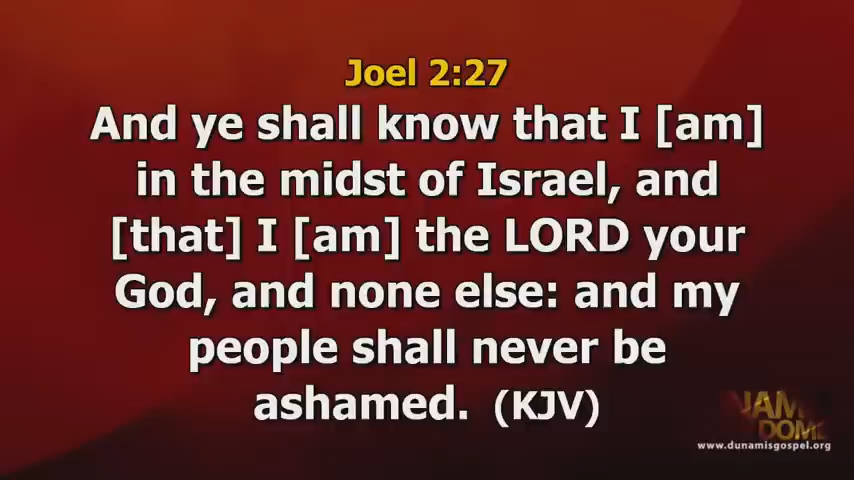 Joel 2:27
And ye shall know that I [am]
in the midst of Israel, and
[that] I [am] the LORD your
God, and none else: and my
people shall never be
ashamed. (KJV)
DOME
www.dunamisgospel.org